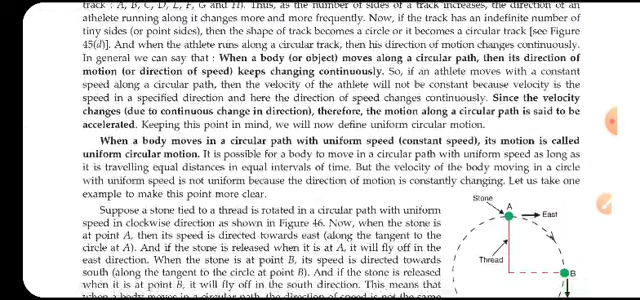 track : A, B, C, D, E, F, G and H). Thus, as the number of sides of a track increases, the direction of an
athelete running along it changes more and more frequently. Now, if the track has an indefinite number of
tiny sides (or point sides), then the shape of track becomes a circle or it becomes a circular track [see Figure
45(d)]. And when the athlete runs along a circular track, then his direction of motion changes continuously.
In general we can say that : When a body (or object) moves along a circular path, then its direction of
motion (or direction of speed) keeps changing continuously. So, if an athlete moves with a constant
speed along a circular path, then the velocity of the athlete will not be constant because velocity is the
speed in a specified direction and here the direction of speed changes continuously. Since the velocity
changes (due to continuous change in direction), therefore, the motion along a circular path is said to be
accelerated. Keeping this point in mind, we will now define uniform circular motion.
When a body moves in a circular path with uniform speed (constant speed), its motion is called
uniform circular motion. It is possible for a body to move in a circular path with uniform speed as long as
it is travelling equal distances in equal intervals of time. But the velocity of the body moving in a circle
with uniform speed is not uniform because the direction of motion is constantly changing. Let us take one
example to make this point more clear.
Suppose a stone tied to a thread is rotated in a circular path with uniform
speed in clockwise direction as shown in Figure 46. Now, when the stone is
at point A, then its speed is directed towards east (along the tangent to the
circle at A). And if the stone is released when it is at A, it will fly off in the
east direction. When the stone is at point B, its speed is directed towards
south (along the tangent to the circle at point B). And if the stone is released
when it is at point B, it will fly off in the south direction. This means that
when a body moves in a circular path, the direction of speed is not the same
Stone
A
East
Thread
B